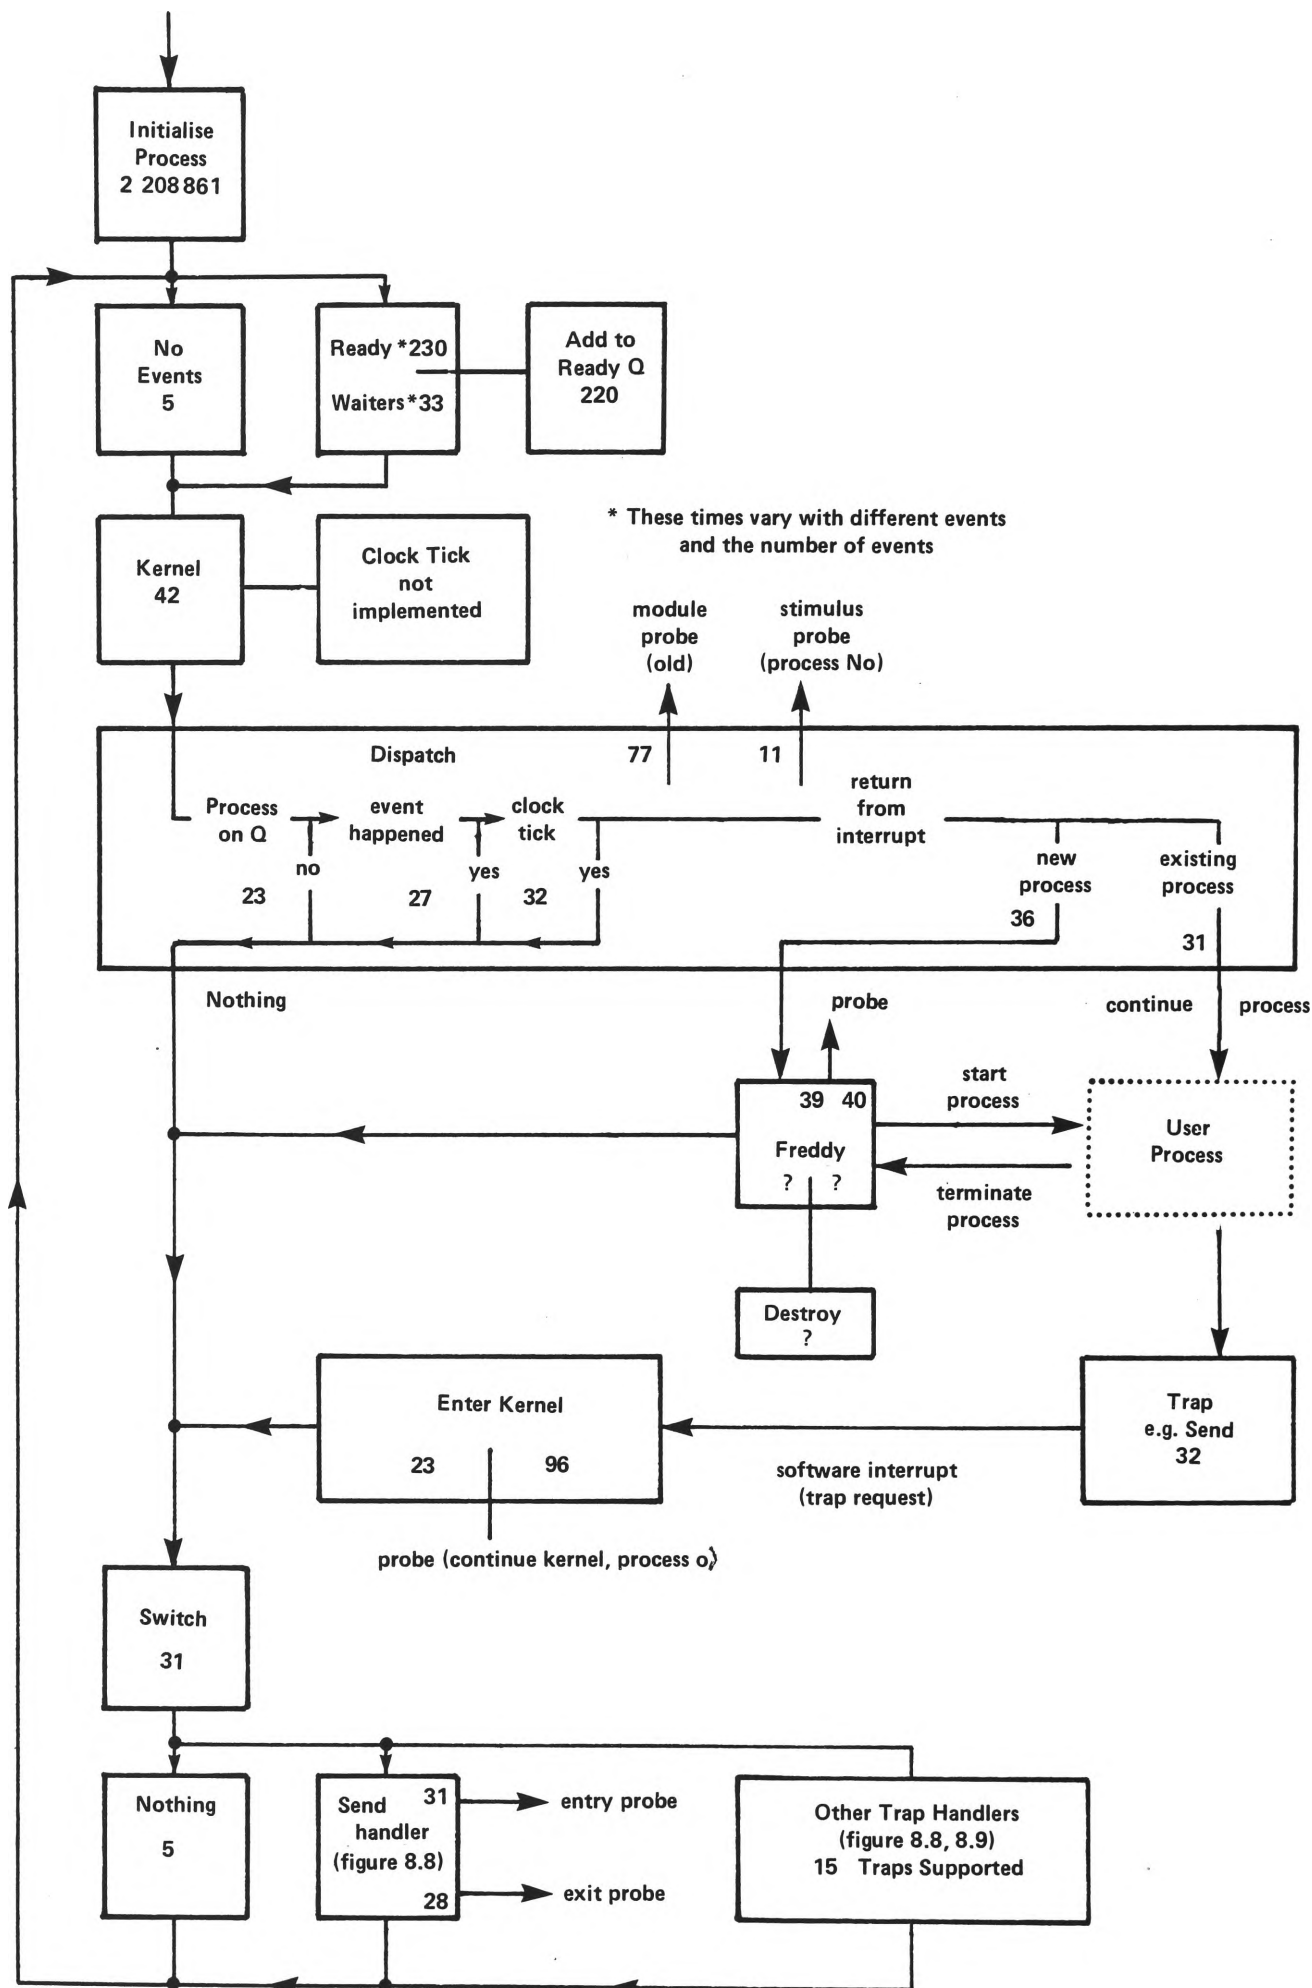 Initialise
Process
2 208 861
No
Events
5
Ready *230
Waiters *33
Add to
Ready Q
220
Kernel
42
Clock Tick
not
implemented
* These times vary with different events
and the number of events
module
probe
(old)
stimulus
probe
(process No)
Dispatch
77
11
Process
on Q
event
happened
clock
tick
return
from
interrupt
no
yes
yes
new
process
existing
process
23
27
32
36
31
Nothing
probe
continue process
39 40
Freddy
? ?
start
process
terminate
process
User
Process
Destroy
?
Enter Kernel
23 96
software interrupt
(trap request)
Trap
e.g. Send
32
probe (continue kernel, process o)
Switch
31
Nothing
5
Send
handler
(figure 8.8)
31
28
entry probe
exit probe
Other Trap Handlers
(figure 8.8, 8.9)
15 Traps Supported